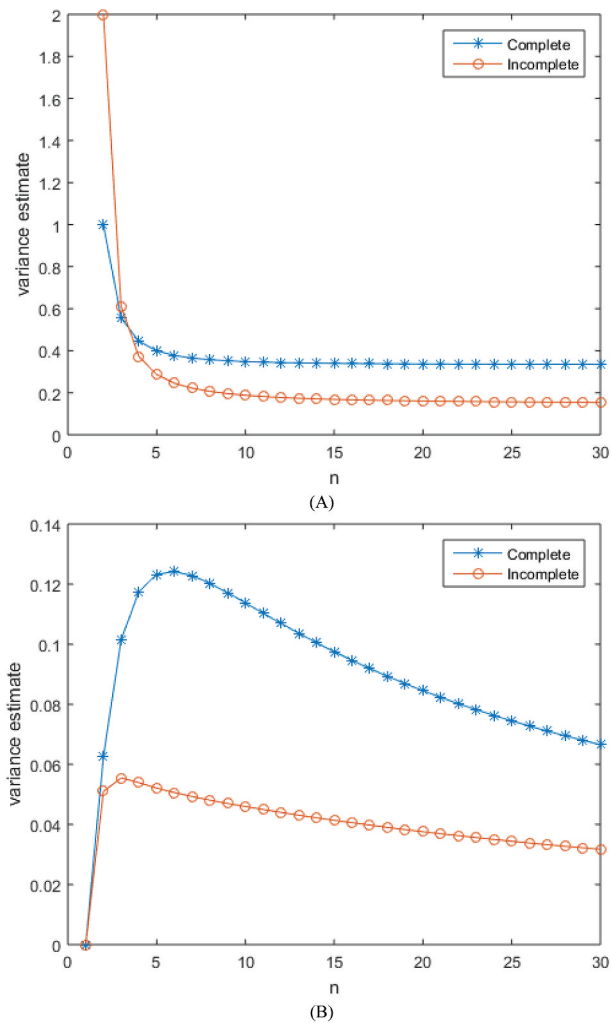 2
1.8
1.6
1.4
1.2
1
0.8
0.6
0.4
0.2
0
variance estimate
Complete
Incomplete
0 5 10 15 20 25 30
n
(A)
0.14
0.12
0.1
0.08
0.06
0.04
0.02
0
variance estimate
Complete
Incomplete
0 5 10 15 20 25 30
n
(B)